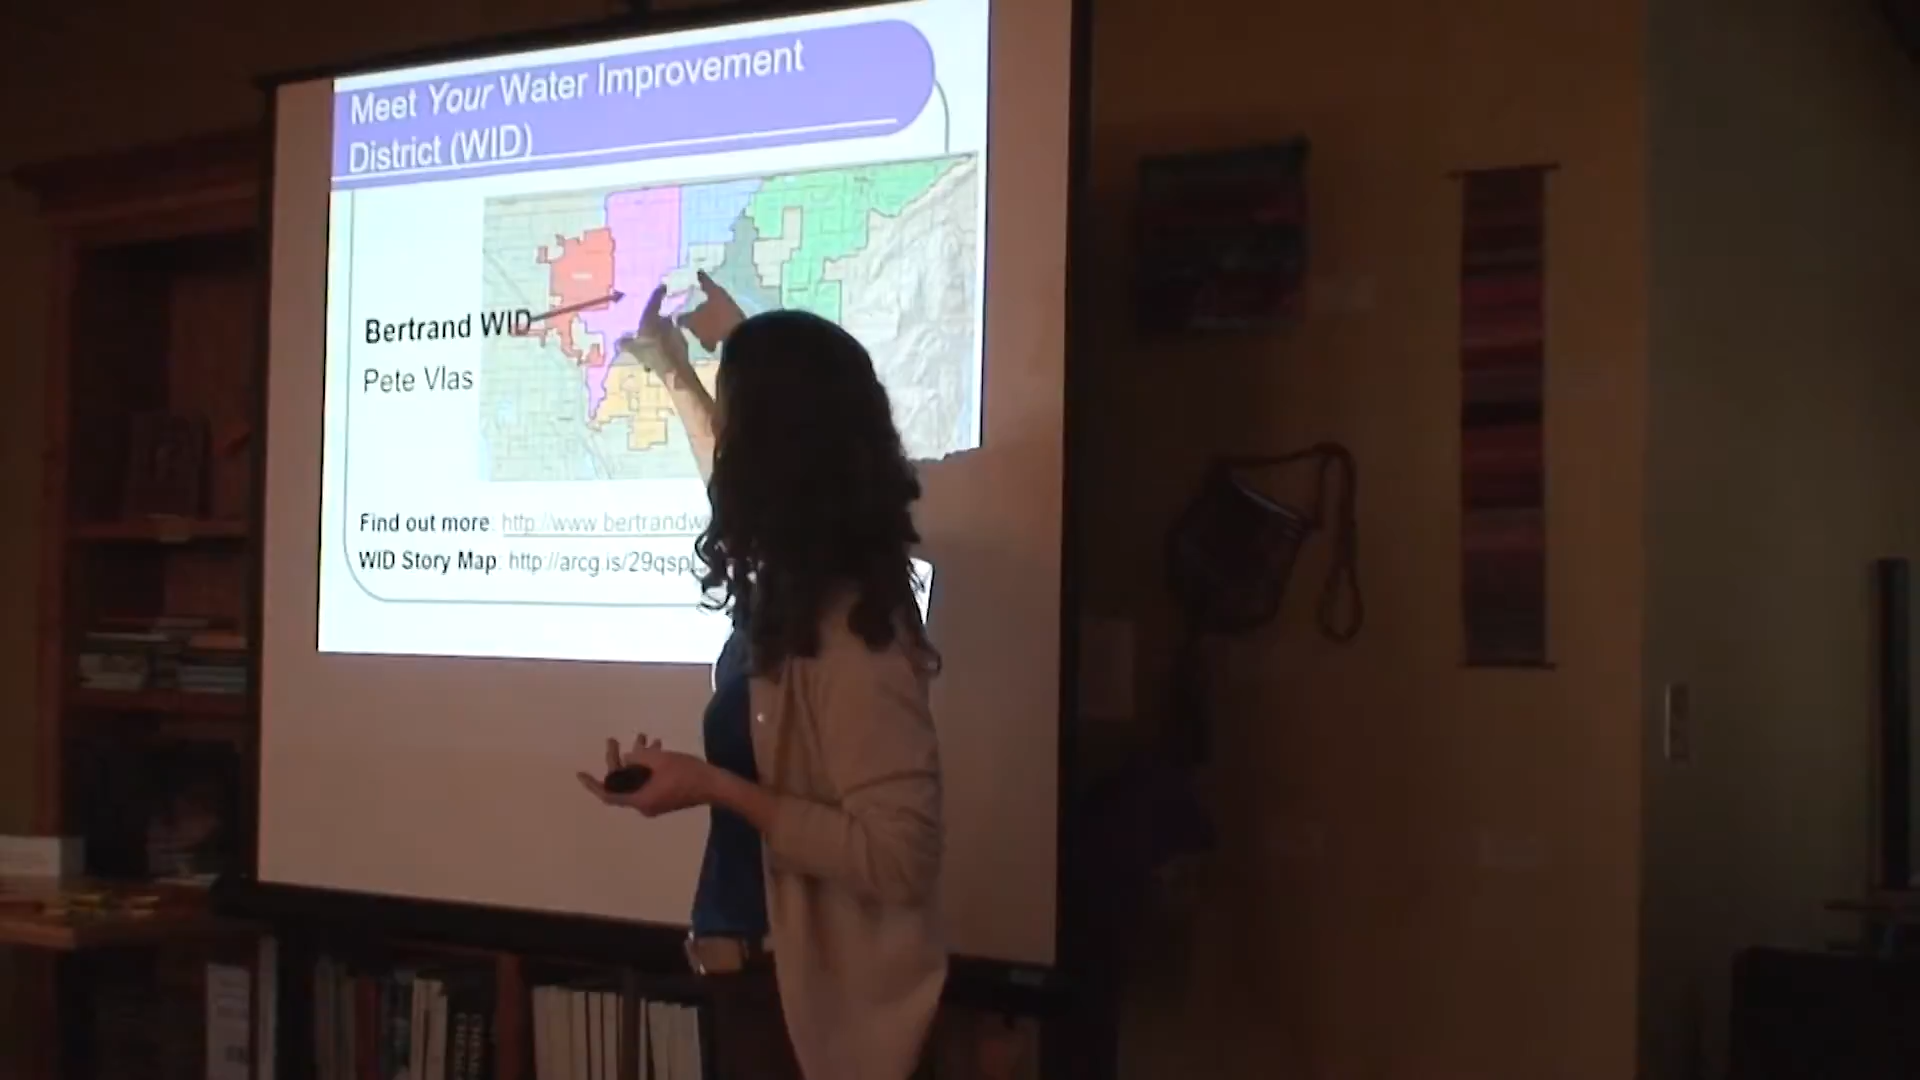 Meet Your Water Improvement
District (WID)
Bertrand WID
Pete Vlas
Find out more: http://www.bertrandw
WID Story Map: http://arcg.is/29qspl